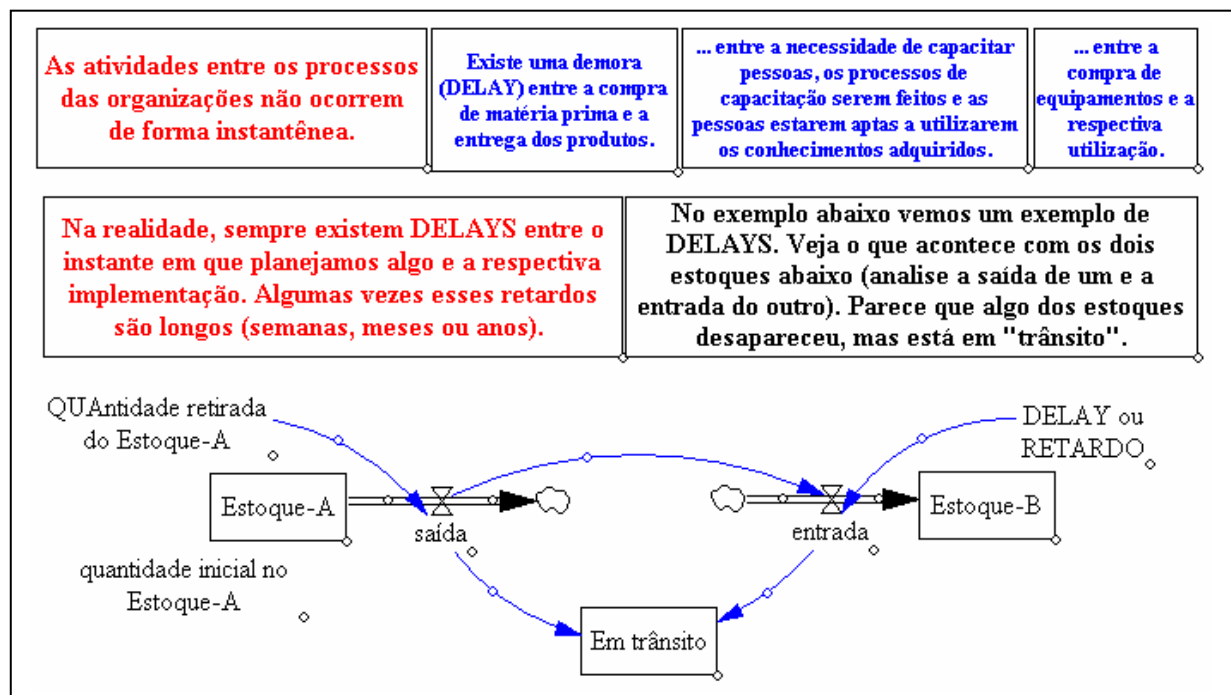 As atividades entre os processos
das organizações não ocorrem
de forma instantênea.
Existe uma demora
(DELAY) entre a compra
de matéria prima e a
entrega dos produtos.
... entre a necessidade de capacitar
pessoas, os processos de
capacitação serem feitos e as
pessoas estarem aptas a utilizarem
os conhecimentos adquiridos.
... entre a
compra de
equipamentos e a
respectiva
utilização.
Na realidade, sempre existem DELAYS entre o
instante em que planejamos algo e a respectiva
implementação. Algumas vezes esses retardos
são longos (semanas, meses ou anos).
No exemplo abaixo vemos um exemplo de
DELAYS. Veja o que acontece com os dois
estoques abaixo (analise a saída de um e a
entrada do outro). Parece que algo dos estoques
desapareceu, mas está em "trânsito".
QUAntidade retirada
do Estoque-A
DELAY ou
RETARDO
Estoque-A
saída
entrada
Estoque-B
quantidade inicial no
Estoque-A
Em trânsito